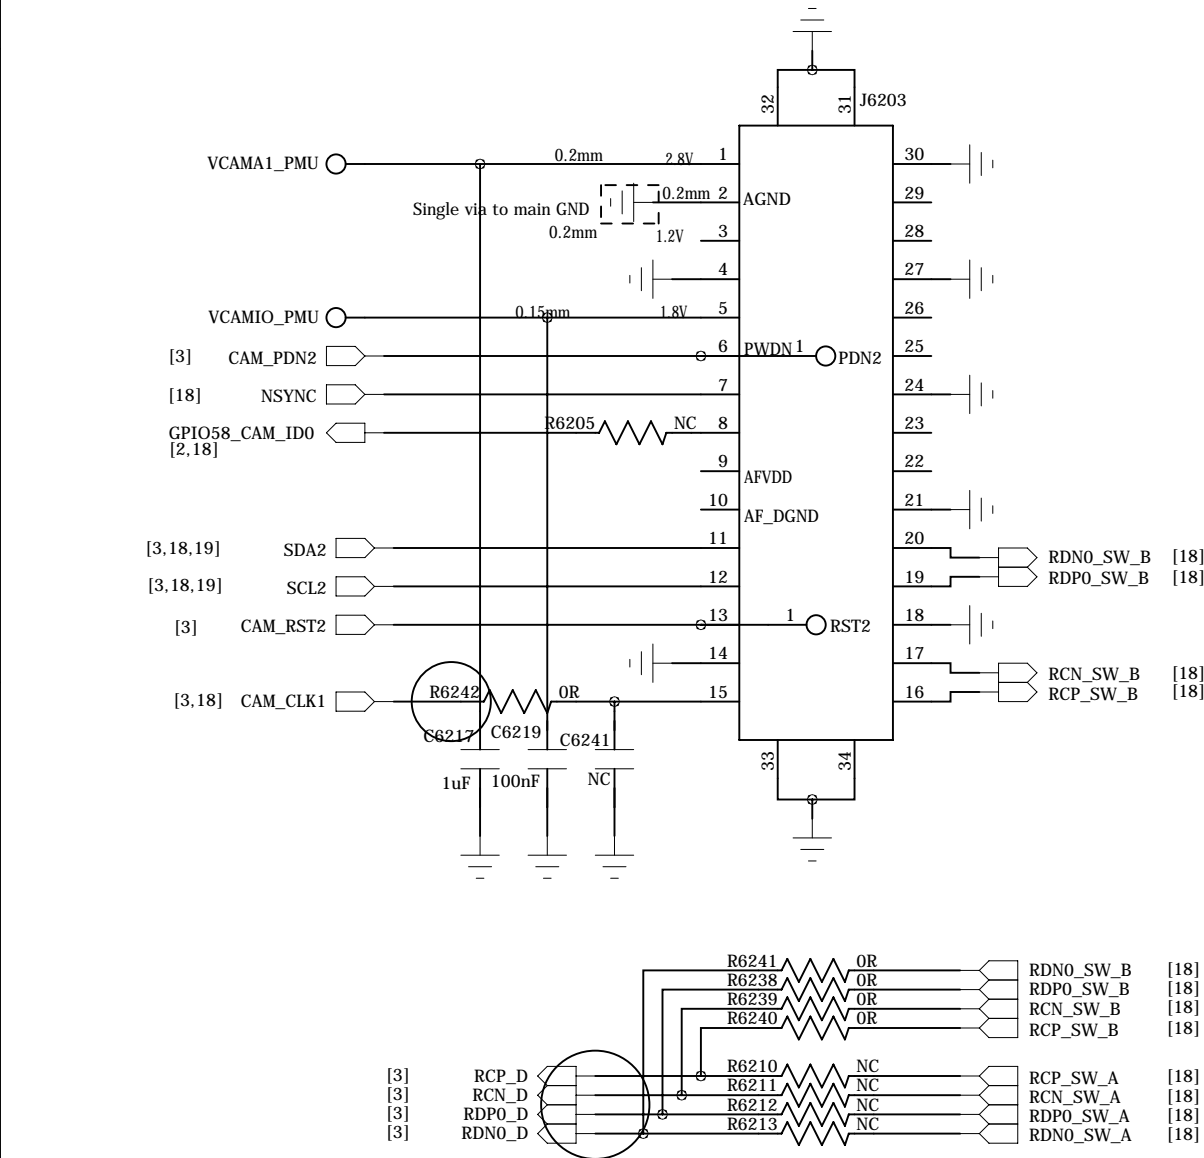 32
31
J6203
VCAMA1_PMU
0.2mm
2.8V
1
30
Single via to main GND
0.2mm
2
AGND
29
0.2mm
1.2V
3
28
4
27
VCAMIO_PMU
0.15mm
1.8V
5
26
[3]
CAM_PDN2
6
PWDN
1
PDN2
25
[18]
NSYNC
7
24
GPIO58_CAM_ID0
[2,18]
R6205
NC
8
23
9
AFVDD
22
10
AF_DGND
21
[3,18,19]
SDA2
11
20
RDN0_SW_B
[18]
[3,18,19]
SCL2
12
19
RDP0_SW_B
[18]
[3]
CAM_RST2
13
1
RST2
18
14
17
RCN_SW_B
[18]
[3,18]
CAM_CLK1
R6242
0R
15
16
RCP_SW_B
[18]
C6217
C6219
C6241
1uF
100nF
NC
33
34
R6241
0R
RDN0_SW_B
[18]
R6238
0R
RDP0_SW_B
[18]
R6239
0R
RCN_SW_B
[18]
R6240
0R
RCP_SW_B
[18]
[3]
RCP_D
R6210
NC
RCP_SW_A
[18]
[3]
RCN_D
R6211
NC
RCN_SW_A
[18]
[3]
RDP0_D
R6212
NC
RDP0_SW_A
[18]
[3]
RDN0_D
R6213
NC
RDN0_SW_A
[18]